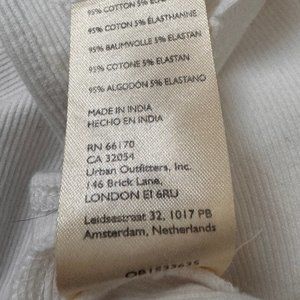 95% COTTON 5% ELASTHANNE
95% BAUMWOLLE 5% ELASTAN
95% COTONE 5% ELASTAN
95% ALGODÓN 5% ELASTANO
MADE IN INDIA
HECHO EN INDIA
RN 66170
CA 32054
Urban Outfitters, Inc.
146 Brick Lane,
LONDON E1 6RU
Leidsestraat 32, 1017 PB
Amsterdam, Netherlands